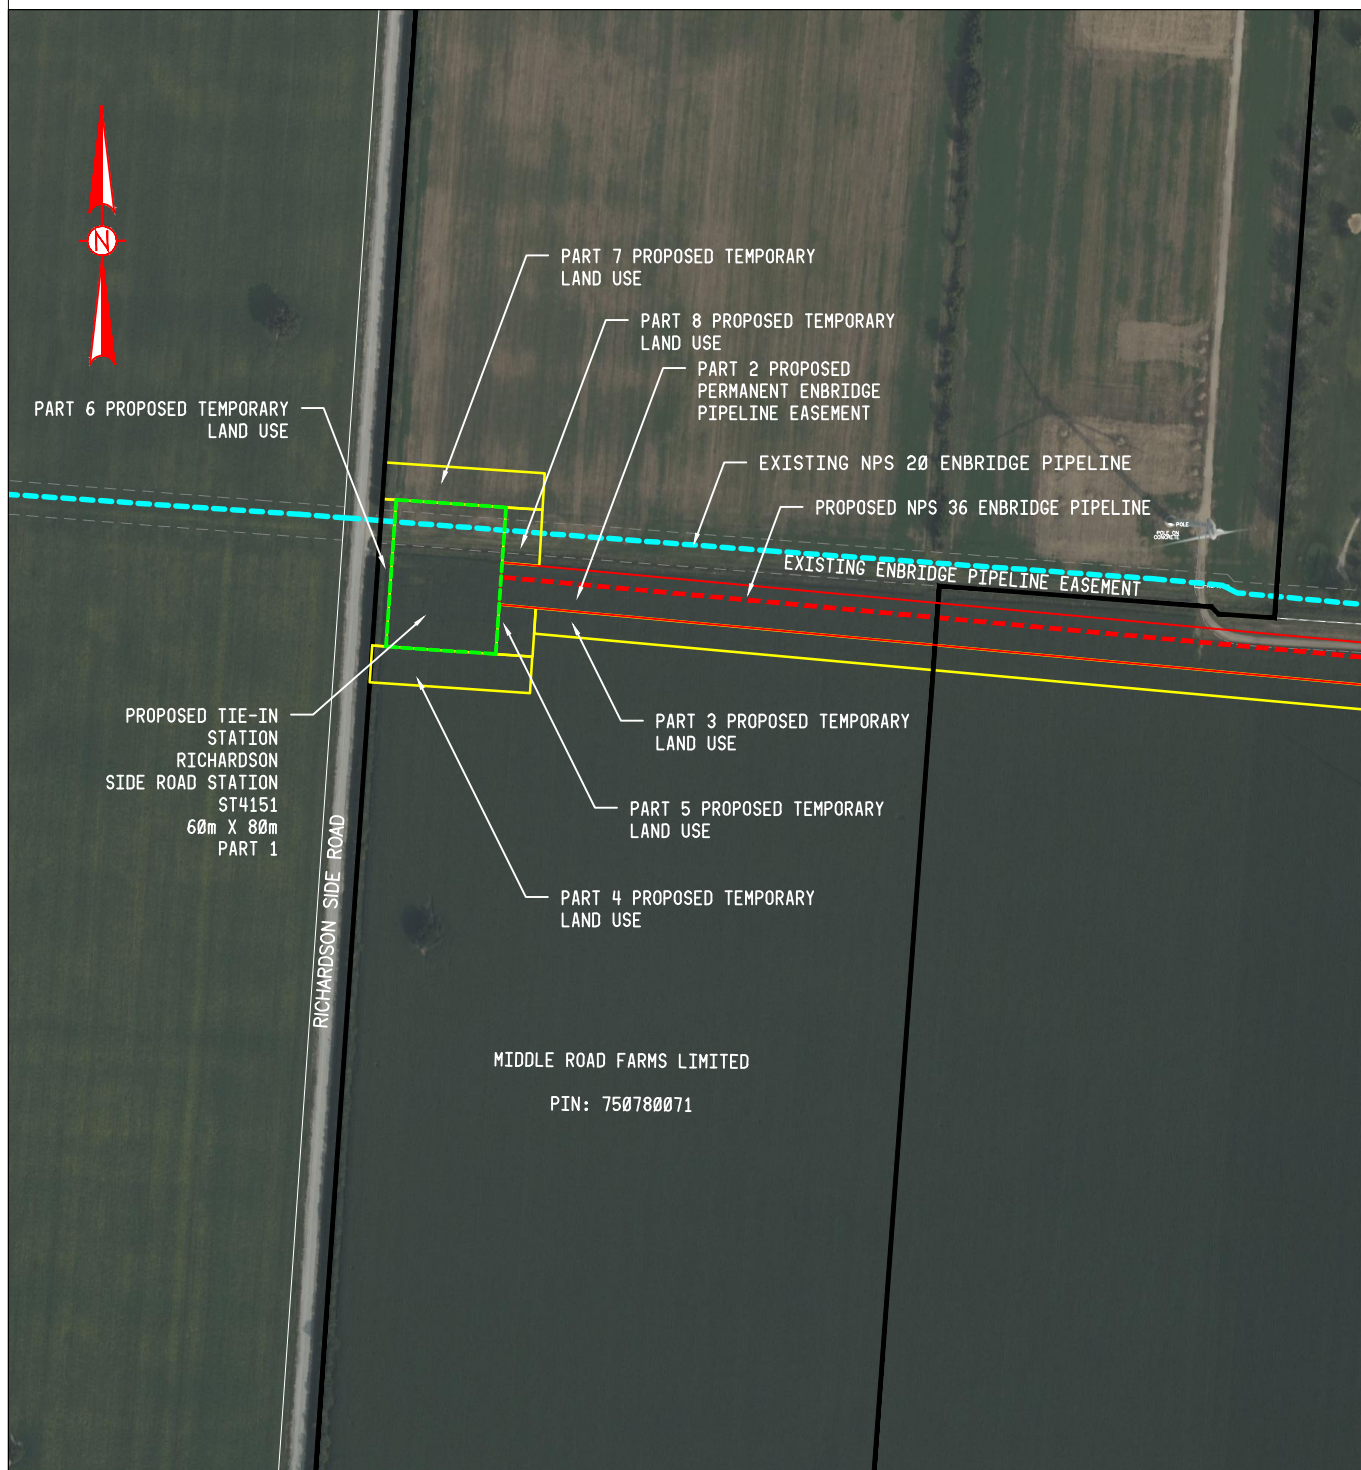 N
PART 7 PROPOSED TEMPORARY
LAND USE
PART 8 PROPOSED TEMPORARY
LAND USE
PART 2 PROPOSED
PERMANENT ENBRIDGE
PIPELINE EASEMENT
PART 6 PROPOSED TEMPORARY
LAND USE
EXISTING NPS 20 ENBRIDGE PIPELINE
PROPOSED NPS 36 ENBRIDGE PIPELINE
POLE
POLE ON
CONCRETE
EXISTING ENBRIDGE PIPELINE EASEMENT
PROPOSED TIE-IN
STATION
RICHARDSON
SIDE ROAD STATION
ST4151
60m X 80m
PART 1
PART 3 PROPOSED TEMPORARY
LAND USE
PART 5 PROPOSED TEMPORARY
LAND USE
PART 4 PROPOSED TEMPORARY
LAND USE
RICHARDSON SIDE ROAD
MIDDLE ROAD FARMS LIMITED
PIN: 750780071